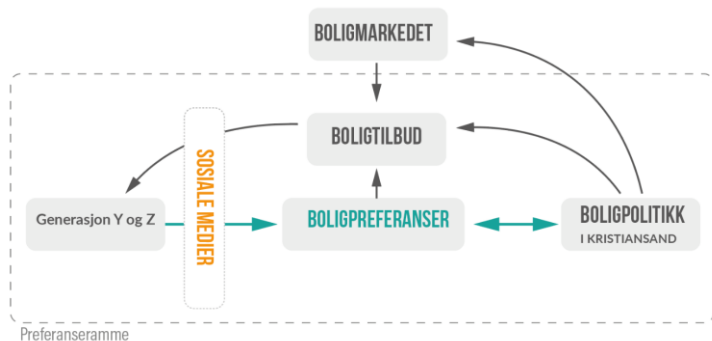 BOLIGMARKEDET
BOLIGTILBUD
SOSIALE MEDIER
Generasjon Y og Z
BOLIGPREFERANSER
BOLIGPOLITIKK
I KRISTIANSAND
Preferanseramme